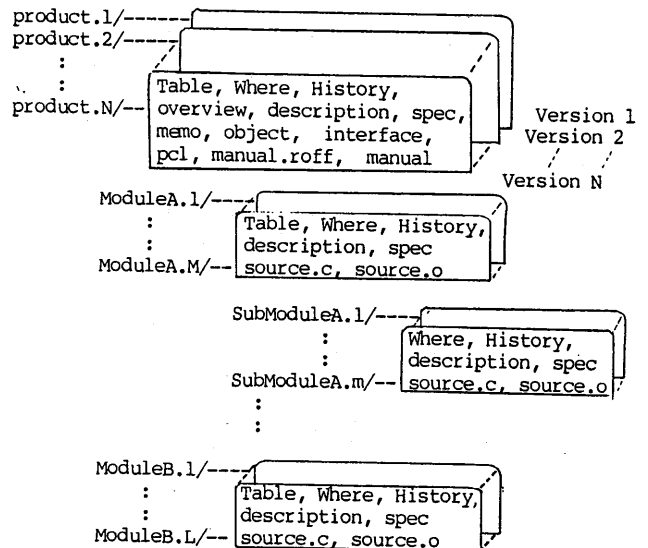 product.1/-----
product.2/----
:
:
product.N/--
Table, Where, History,
overview, description, spec,
memo, object, interface,
pcl, manual.roff, manual
Version 1
Version 2
Version N
ModuleA.1/----
:
:
ModuleA.M/--
Table, Where, History,
description, spec
source.c, source.o
SubModuleA.1/----
:
:
SubModuleA.m/--
Where, History,
description, spec
source.c, source.o
:
:
ModuleB.1/----
:
:
ModuleB.L/--
Table, Where, History,
description, spec
source.c, source.o